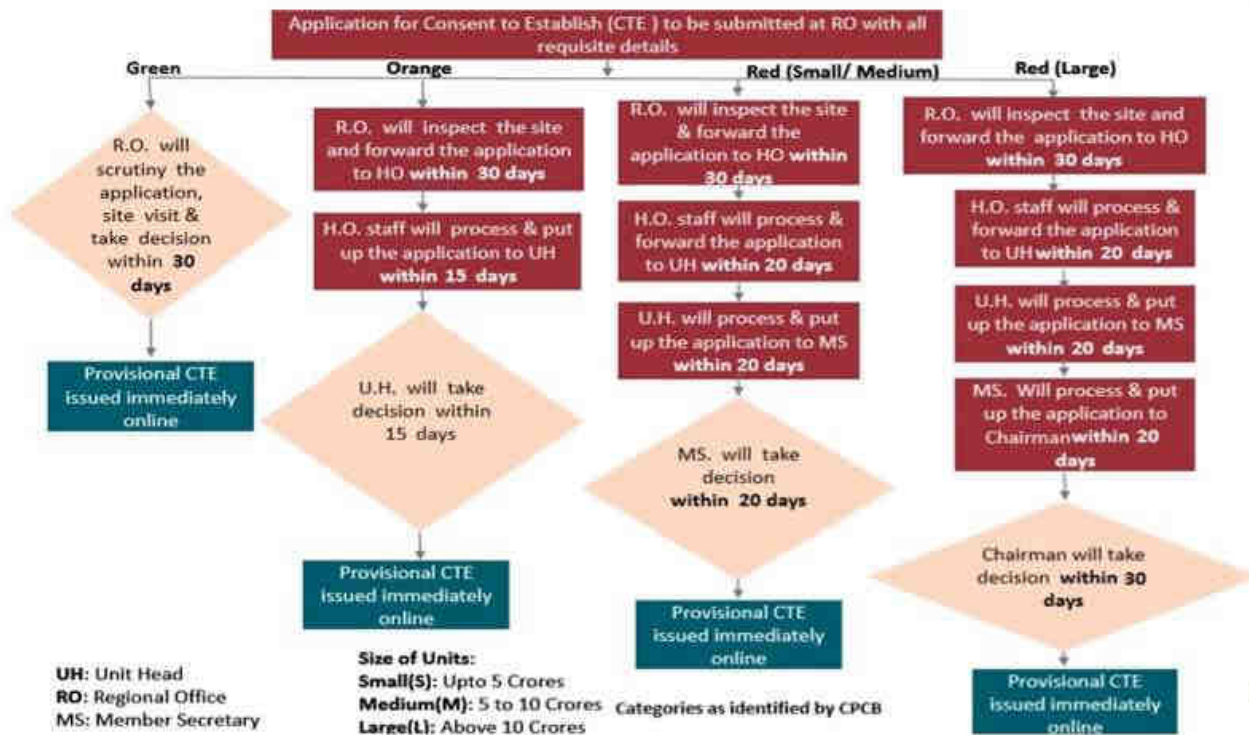 Application for Consent to Establish (CTE ) to be submitted at RO with all
requisite details
Green
Orange
Red (Small/ Medium)
Red (Large)
R.O. will
scrutiny the
application,
site visit &
take decision
within 30
days
Provisional CTE
issued immediately
online
R.O. will inspect the site
and forward the application
to HO within 30 days
H.O. staff will process & put
up the application to UH
within 15 days
U.H. will take
decision within
15 days
Provisional CTE
issued immediately
online
R.O. will inspect the site
& forward the
application to HO within
30 days
H.O. staff will process &
forward the application
to UH within 20 days
U.H. will process & put
up the application to MS
within 20 days
MS. will take
decision
within 20 days
Provisional CTE
issued immediately
online
R.O. will inspect the site and
forward the application to HO
within 30 days
H.O. staff will process &
forward the application
to UH within 20 days
U.H. will process & put
up the application to MS
within 20 days
MS. Will process & put
up the application to
Chairman within 20
days
Chairman will take
decision within 30
days
Provisional CTE
issued immediately
online
UH: Unit Head
RO: Regional Office
MS: Member Secretary
Size of Units:
Small(S): Upto 5 Crores
Medium(M): 5 to 10 Crores
Large(L): Above 10 Crores
Categories as identified by CPCB